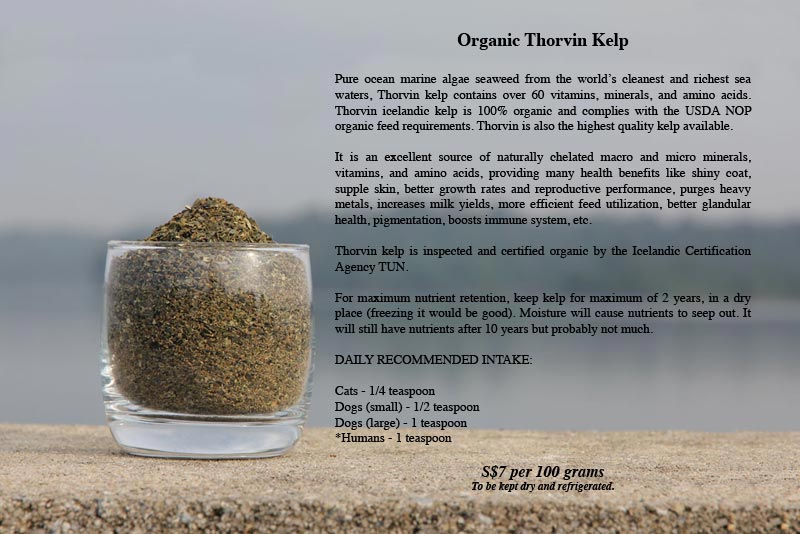 Organic Thorvin Kelp
Pure ocean marine algae seaweed from the world's cleanest and richest sea
waters, Thorvin kelp contains over 60 vitamins, minerals, and amino acids.
Thorvin icelandic kelp is 100% organic and complies with the USDA NOP
organic feed requirements. Thorvin is also the highest quality kelp available.
It is an excellent source of naturally chelated macro and micro minerals,
vitamins, and amino acids, providing many health benefits like shiny coat,
supple skin, better growth rates and reproductive performance, purges heavy
metals, increases milk yields, more efficient feed utilization, better glandular
health, pigmentation, boosts immune system, etc.
Thorvin kelp is inspected and certified organic by the Icelandic Certification
Agency TUN.
For maximum nutrient retention, keep kelp for maximum of 2 years, in a dry
place (freezing it would be good). Moisture will cause nutrients to seep out. It
will still have nutrients after 10 years but probably not much.
DAILY RECOMMENDED INTAKE:
Cats - 1/4 teaspoon
Dogs (small) - 1/2 teaspoon
Dogs (large) - 1 teaspoon
*Humans - 1 teaspoon
S$7 per 100 grams
To be kept dry and refrigerated.